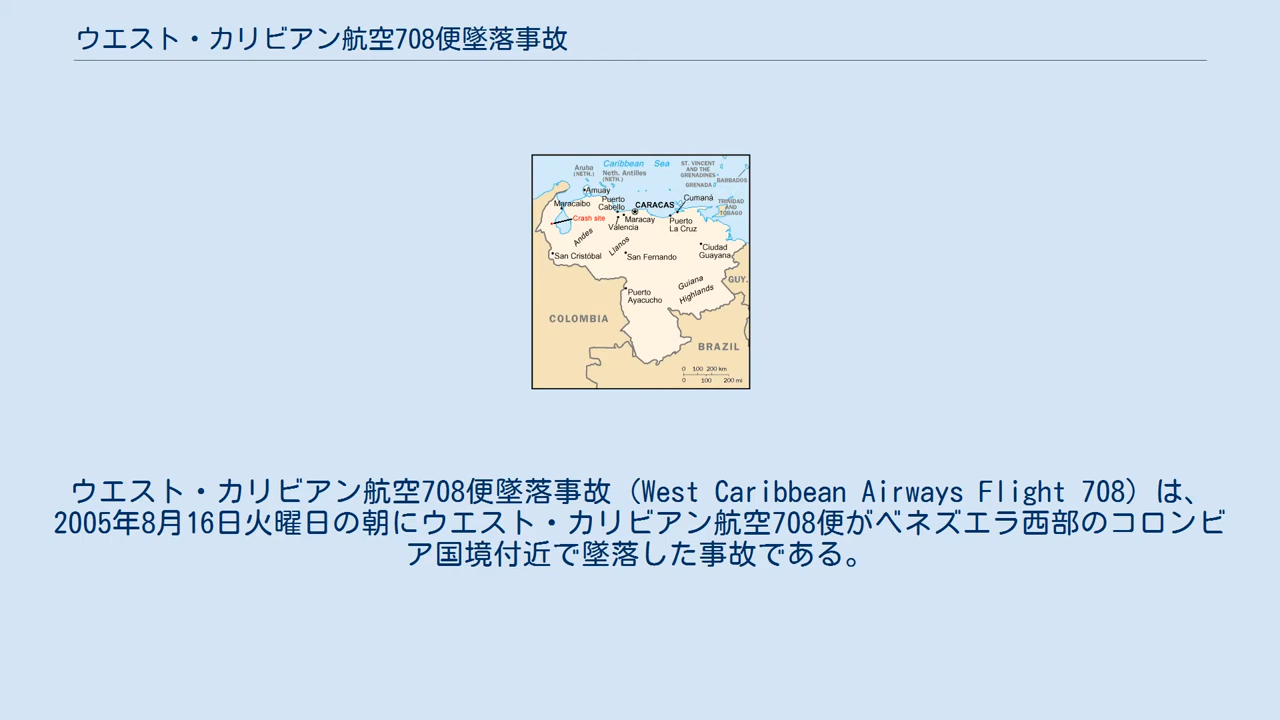 ウエスト・カリビアン航空708便墜落事故
Caribbean Sea
Aruba
(NETH.)
Neth. Antilles
(NETH.)
ST. VINCENT
AND THE
GRENADINES
BARBADOS
GRENADA
Amuay
Maracaibo
Puerto
Cabello
CARACAS
Cumaná
TRINIDAD
AND
TOBAGO
Crash site
Maracay
Valencia
Puerto
La Cruz
Andes
Llanos
San Cristóbal
San Fernando
Ciudad
Guayana
GUY.
Guiana
Highlands
Puerto
Ayacucho
COLOMBIA
BRAZIL
0 100 200 km
0 100 200 mi
ウエスト・カリビアン航空708便墜落事故（West Caribbean Airways Flight 708）は、
2005年8月16日火曜日の朝にウエスト・カリビアン航空708便がベネズエラ西部のコロンビ
ア国境付近で墜落した事故である。